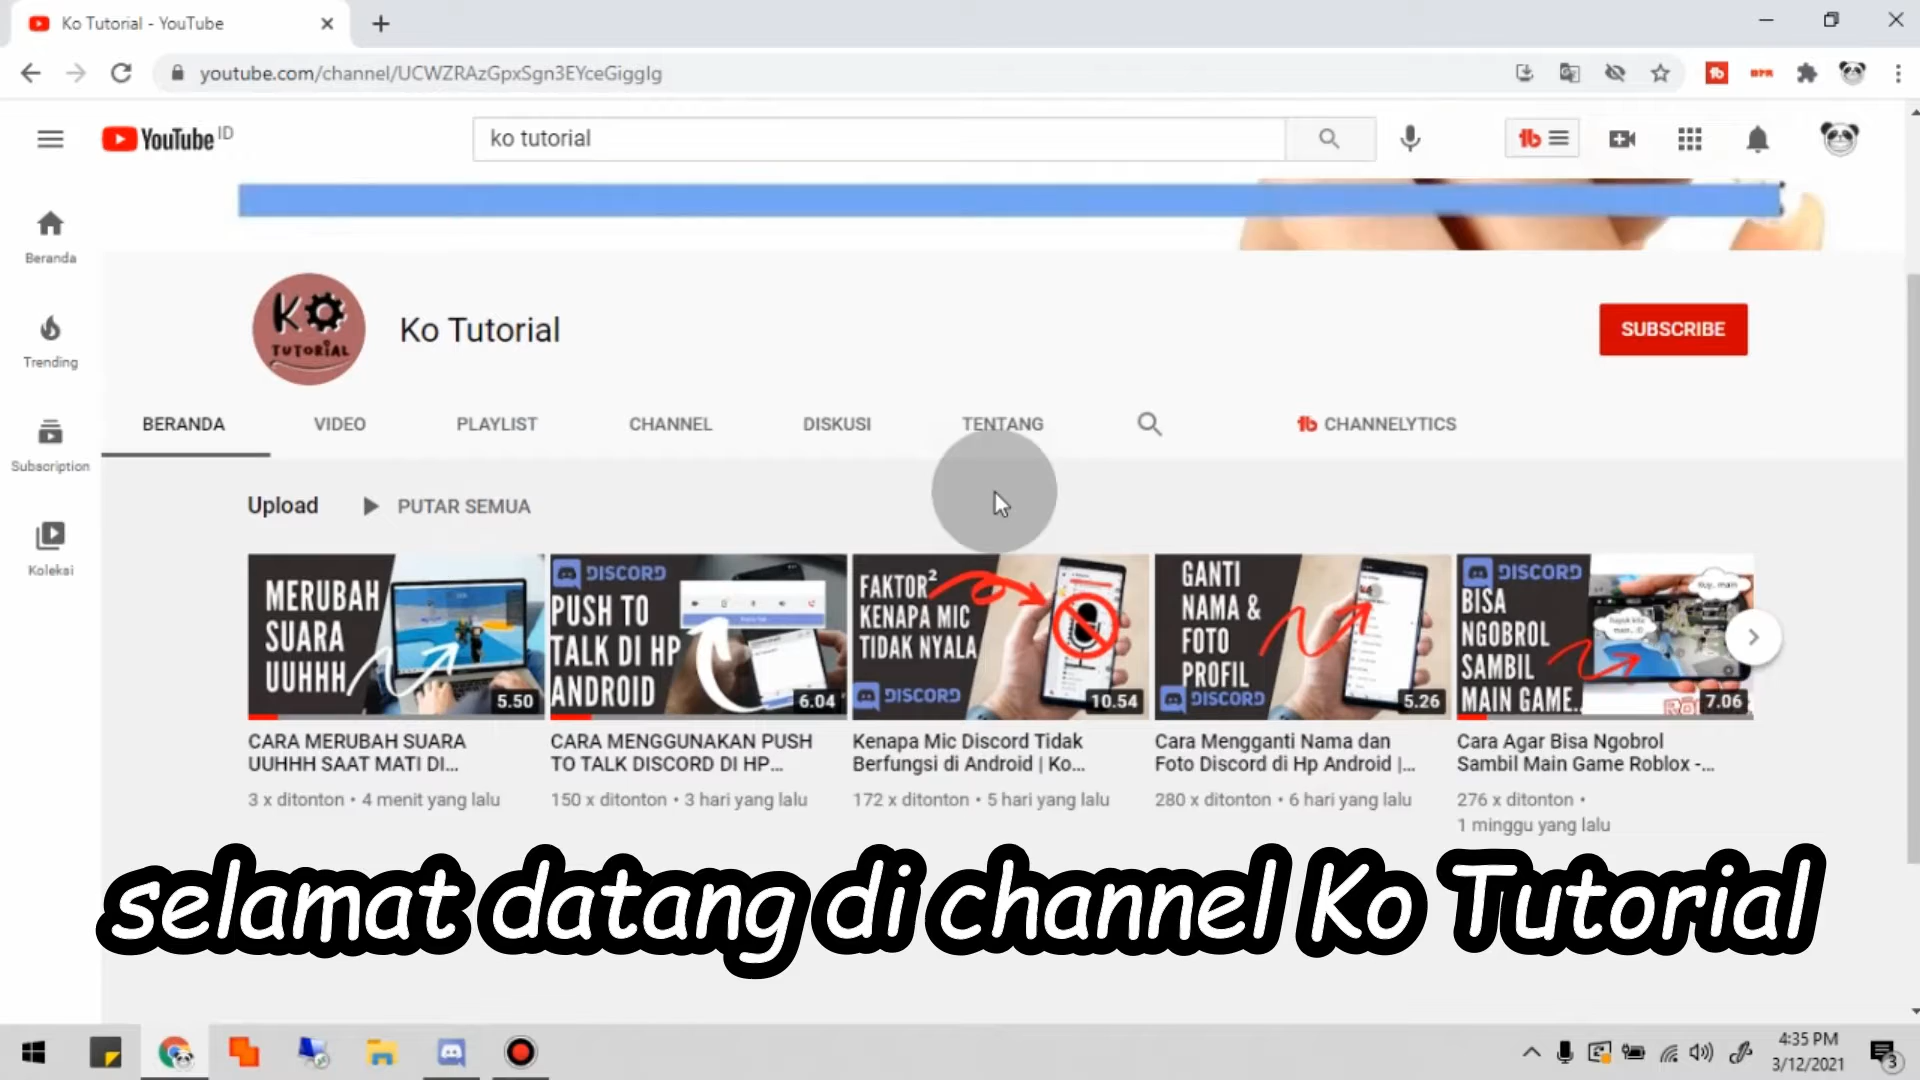 Ko Tutorial - YouTube
youtube.com/channel/UCWZRAzGpxSgn3EYceGigglg
YouTube ID
ko tutorial
Beranda
Trending
Subscription
Koleksi
KO TUTORIAL
Ko Tutorial
SUBSCRIBE
BERANDA VIDEO PLAYLIST CHANNEL DISKUSI TENTANG CHANNELYTICS
Upload PUTAR SEMUA
MERUBAH
SUARA
UUHHH
5.50
DISCORD
PUSH TO
TALK DI HP
ANDROID
6.04
FAKTOR²
KENAPA MIC
TIDAK NYALA
DISCORD
10.54
GANTI
NAMA &
FOTO
PROFIL
DISCORD
5.26
DISCORD
BISA
NGOBROL
SAMBIL
MAIN GAME..
7.06
CARA MERUBAH SUARA
UUHHH SAAT MATI DI...
3 x ditonton • 4 menit yang lalu
CARA MENGGUNAKAN PUSH
TO TALK DISCORD DI HP...
150 x ditonton • 3 hari yang lalu
Kenapa Mic Discord Tidak
Berfungsi di Android | Ko...
172 x ditonton • 5 hari yang lalu
Cara Mengganti Nama dan
Foto Discord di Hp Android |...
280 x ditonton • 6 hari yang lalu
Cara Agar Bisa Ngobrol
Sambil Main Game Roblox -...
276 x ditonton •
1 minggu yang lalu
selamat datang di channel Ko Tutorial
4:35 PM
3/12/2021
3